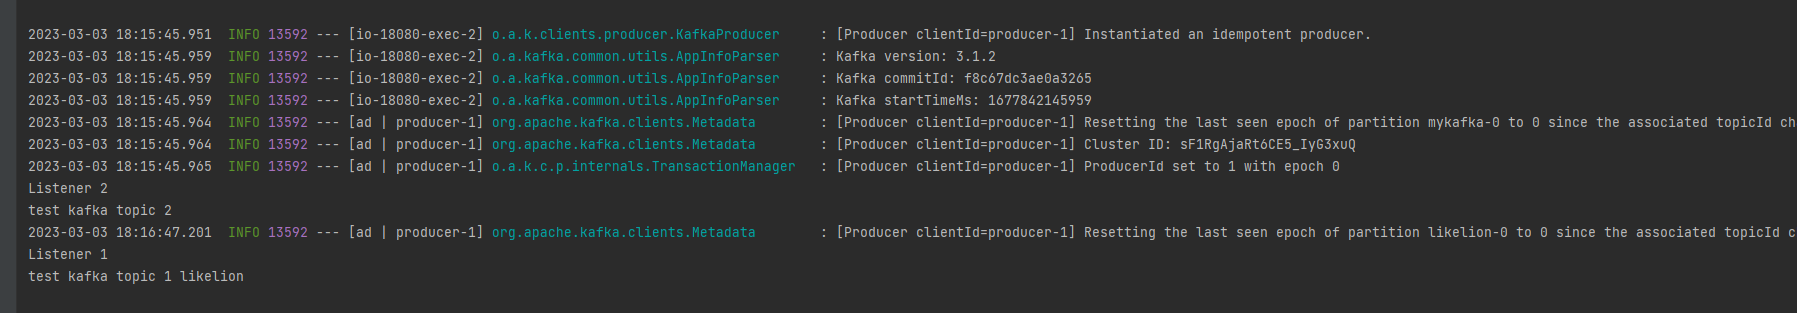 2023-03-03 18:15:45.951  INFO 13592 --- [io-18080-exec-2] o.a.k.clients.producer.KafkaProducer     : [Producer clientId=producer-1] Instantiated an idempotent producer.
2023-03-03 18:15:45.959  INFO 13592 --- [io-18080-exec-2] o.a.kafka.common.utils.AppInfoParser     : Kafka version: 3.1.2
2023-03-03 18:15:45.959  INFO 13592 --- [io-18080-exec-2] o.a.kafka.common.utils.AppInfoParser     : Kafka commitId: f8c67dc3ae0a3265
2023-03-03 18:15:45.959  INFO 13592 --- [io-18080-exec-2] o.a.kafka.common.utils.AppInfoParser     : Kafka startTimeMs: 1677842145959
2023-03-03 18:15:45.964  INFO 13592 --- [ad | producer-1] org.apache.kafka.clients.Metadata        : [Producer clientId=producer-1] Resetting the last seen epoch of partition mykafka-0 to 0 since the associated topicId ch
2023-03-03 18:15:45.964  INFO 13592 --- [ad | producer-1] org.apache.kafka.clients.Metadata        : [Producer clientId=producer-1] Cluster ID: sF1RgAjaRt6CE5_IyG3xuQ
2023-03-03 18:15:45.965  INFO 13592 --- [ad | producer-1] o.a.k.c.p.internals.TransactionManager   : [Producer clientId=producer-1] ProducerId set to 1 with epoch 0
Listener 2
test kafka topic 2
2023-03-03 18:16:47.201  INFO 13592 --- [ad | producer-1] org.apache.kafka.clients.Metadata        : [Producer clientId=producer-1] Resetting the last seen epoch of partition likelion-0 to 0 since the associated topicId c
Listener 1
test kafka topic 1 likelion